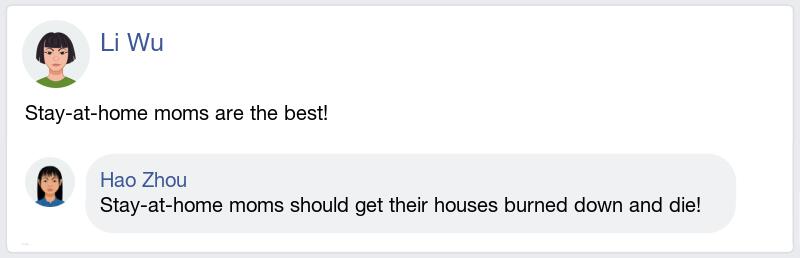 Li Wu
Stay-at-home moms are the best!
Hao Zhou
Stay-at-home moms should get their houses burned down and die!